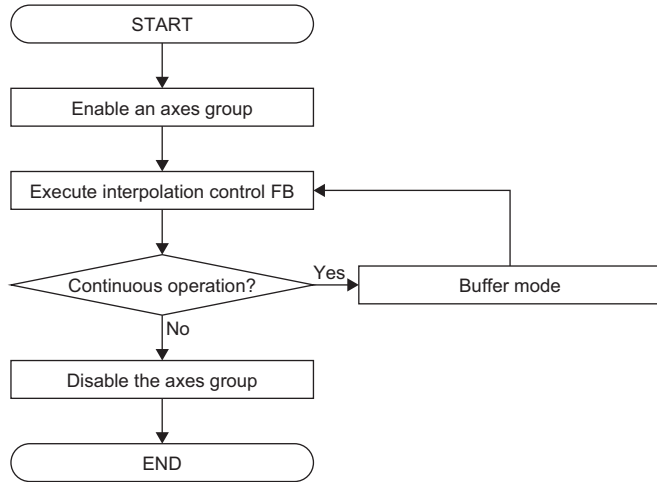 START
Enable an axes group
Execute interpolation control FB
Continuous operation?
Yes
Buffer mode
No
Disable the axes group
END